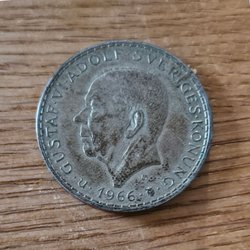 GUSTAF VI ADOLF SVERIGES KONUNG
1966